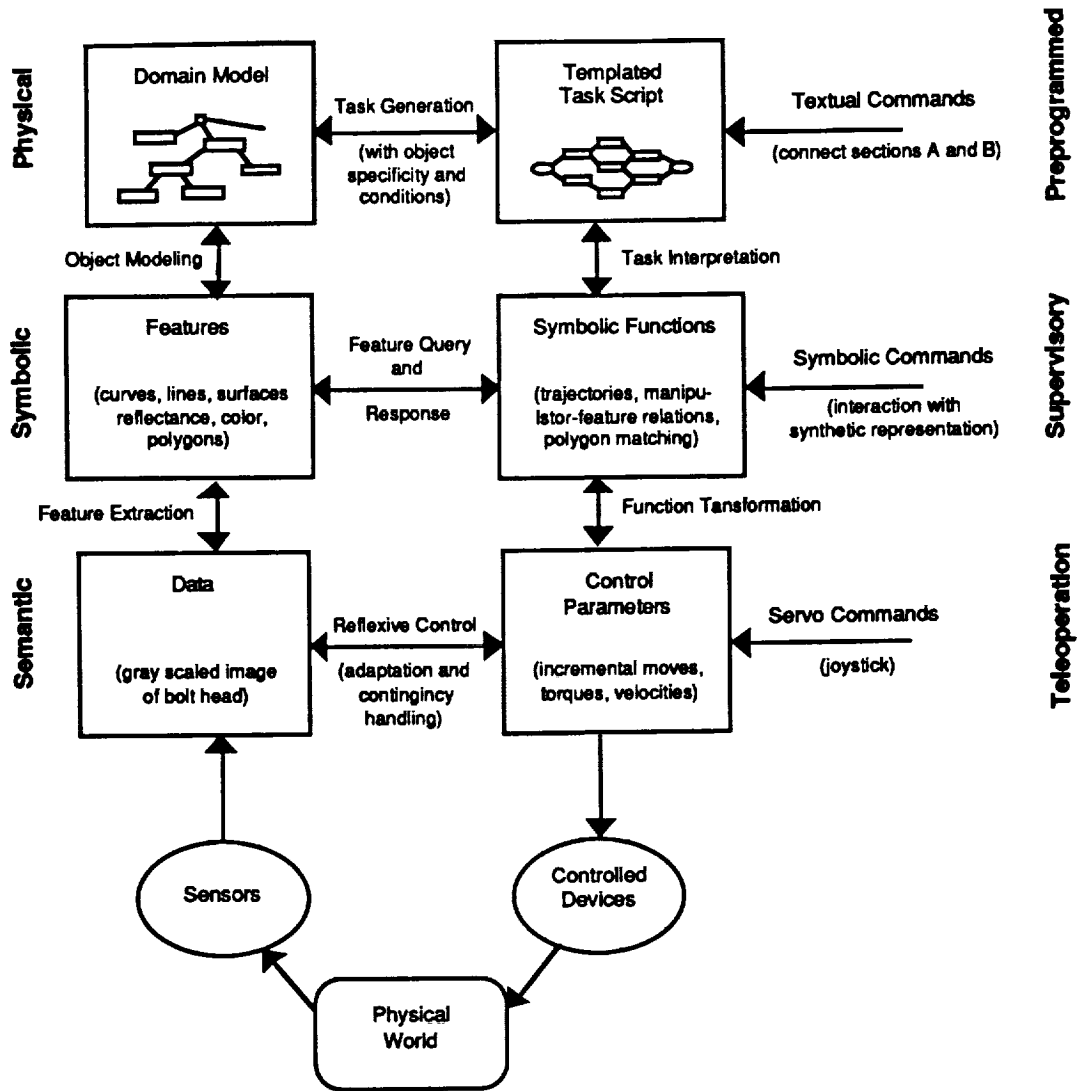 Physical
Domain Model
Task Generation
(with object
specificity and
conditions)
Templated
Task Script
Textual Commands
(connect sections A and B)
Preprogrammed
Object Modeling
Task Interpretation
Symbolic
Features
(curves, lines, surfaces
reflectance, color,
polygons)
Feature Query
and
Response
Symbolic Functions
(trajectories, manipu-
lstor-feature relations,
polygon matching)
Symbolic Commands
(interaction with
synthetic representation)
Supervisory
Feature Extraction
Function Tansformation
Semantic
Data
(gray scaled image
of bolt head)
Reflexive Control
(adaptation and
contingency
handling)
Control
Parameters
(incremental moves,
torques, velocities)
Servo Commands
(joystick)
Teleoperation
Sensors
Controlled
Devices
Physical
World